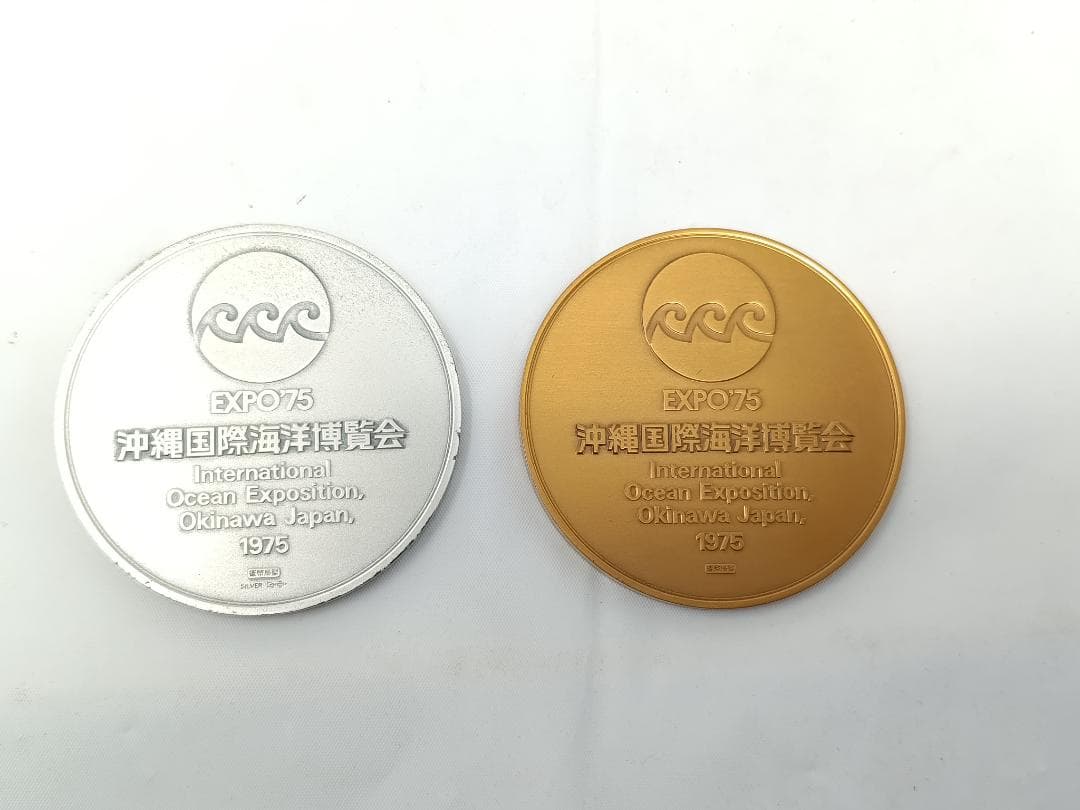 EXPO'75
沖縄国際海洋博覧会
International
Ocean Exposition,
Okinawa Japan,
1975
SILVER
EXPO'75
沖縄国際海洋博覧会
International
Ocean Exposition,
Okinawa Japan,
1975